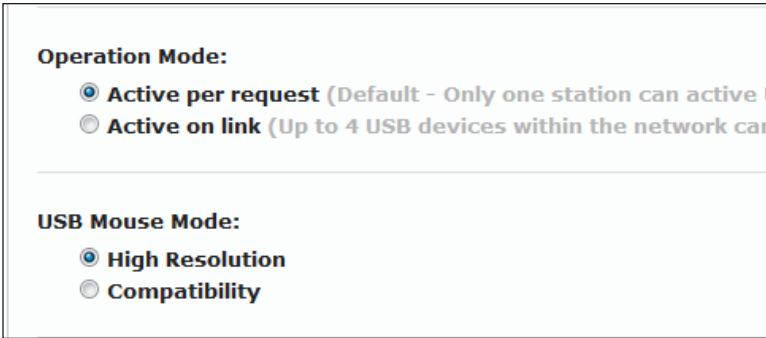 Operation Mode:
Active per request (Default - Only one station can active
Active on link (Up to 4 USB devices within the network
USB Mouse Mode:
High Resolution
Compatibility